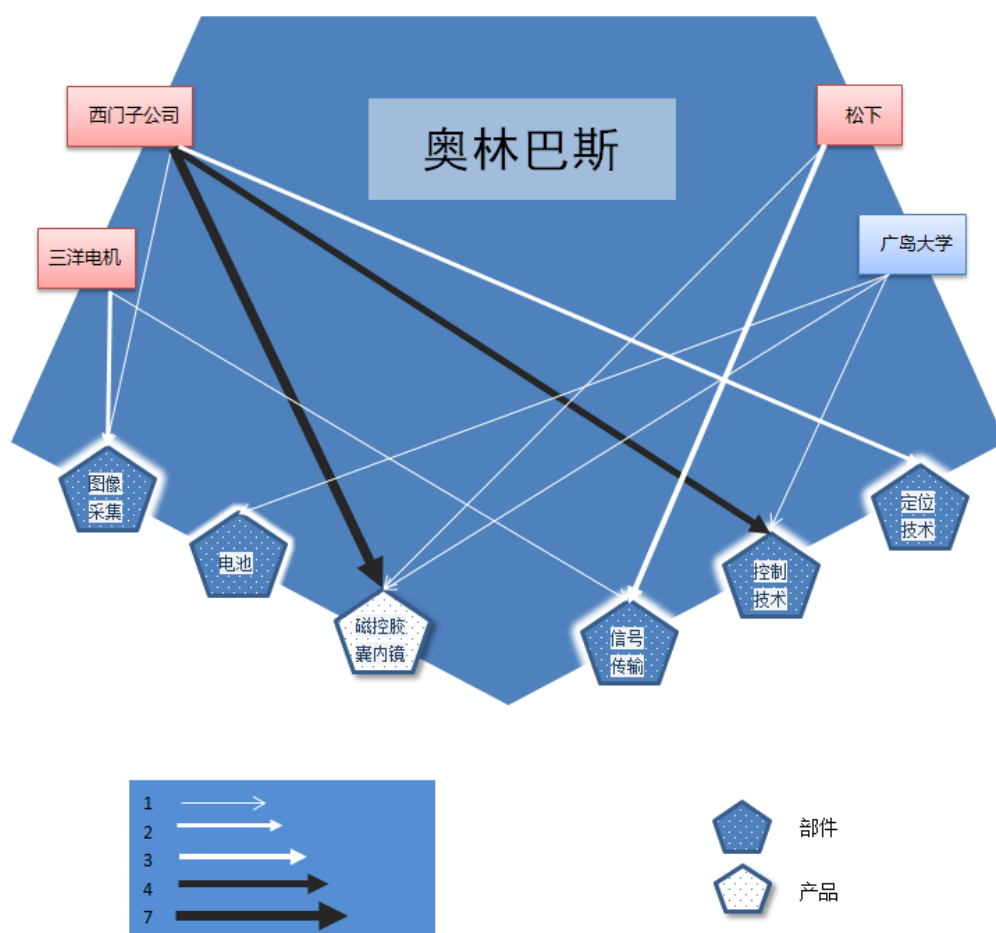 西门子公司
奥林巴斯
松下
三洋电机
广岛大学
图像
采集
电池
磁控胶
囊内镜
信号
传输
控制
技术
定位
技术
1
2
3
4
7
部件
产品